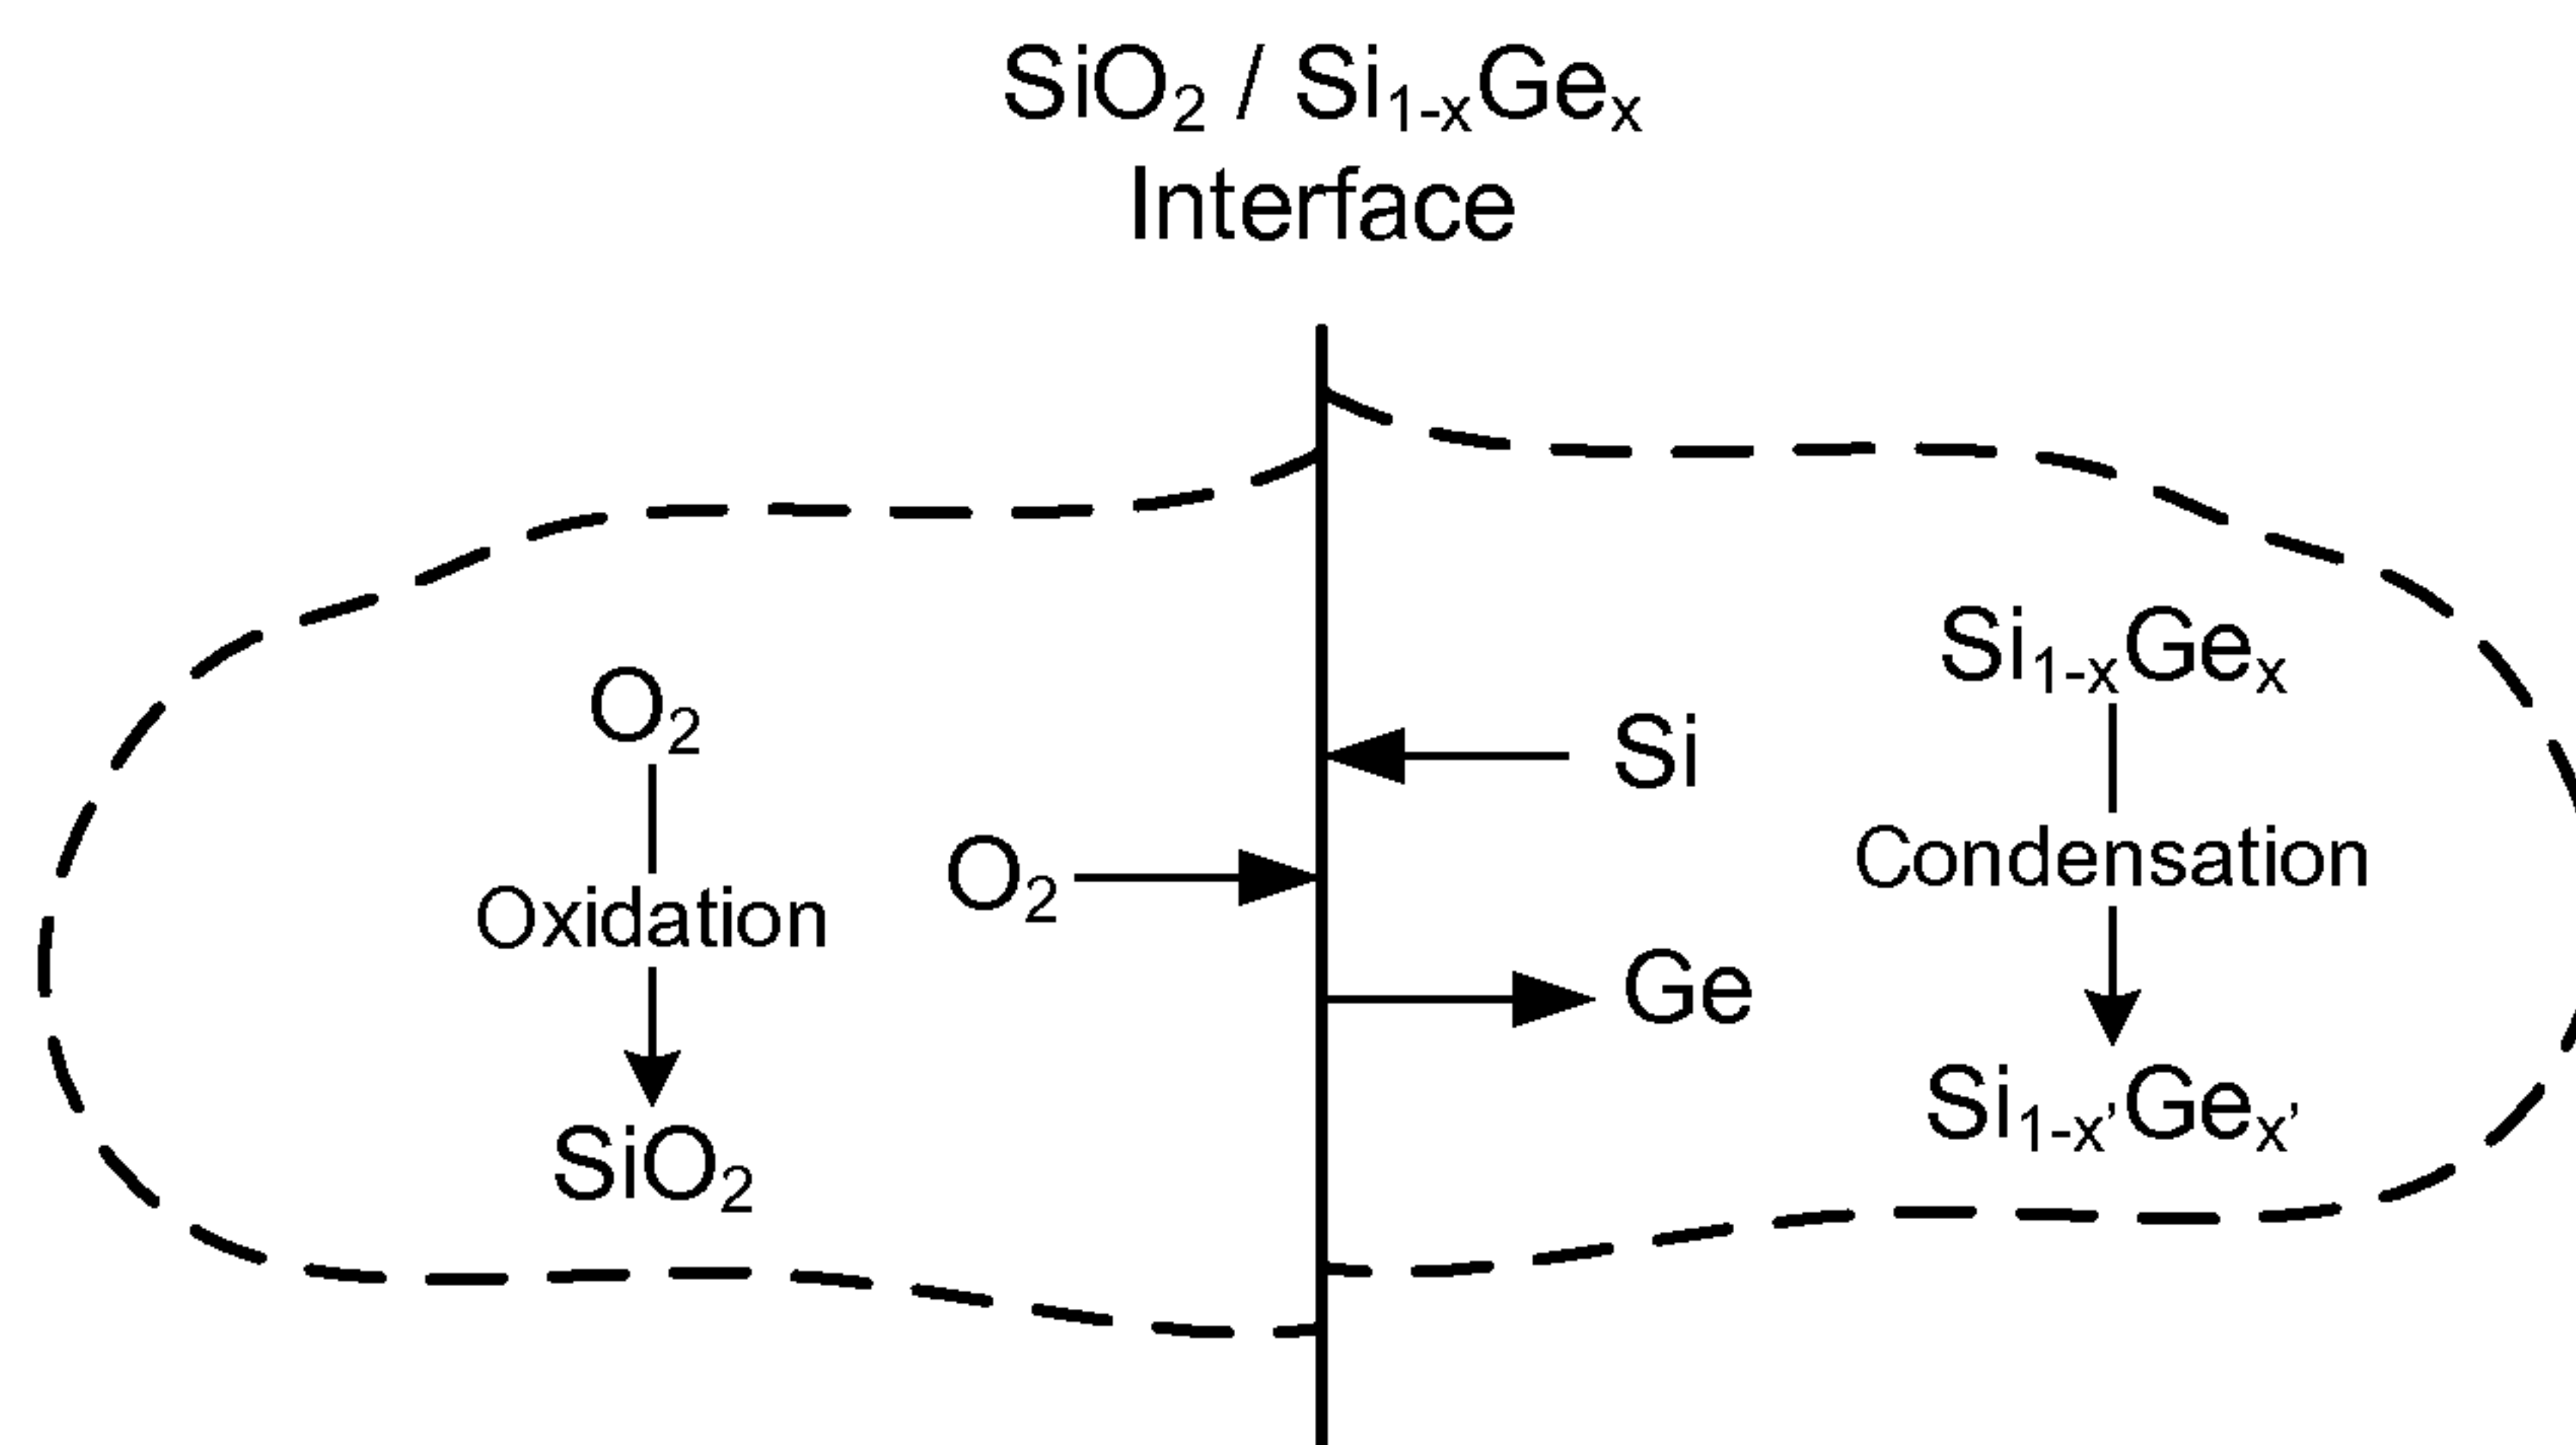 SiO₂ / Si₁₋ₓGeₓ
Interface
O₂
Oxidation
SiO₂
O₂
Si
Ge
Si₁₋ₓGeₓ
Condensation
Si₁₋ₓ’Geₓ’